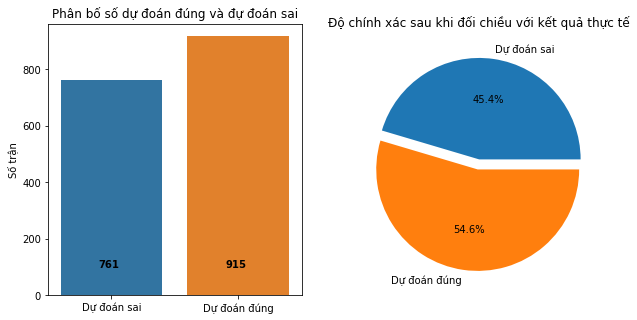 Phân bố số dự đoán đúng và dự đoán sai
Số trận
800
600
400
200
0
761
915
Dự đoán sai
Dự đoán đúng
Độ chính xác sau khi đối chiều với kết quả thực tế
Dự đoán sai
45.4%
54.6%
Dự đoán đúng